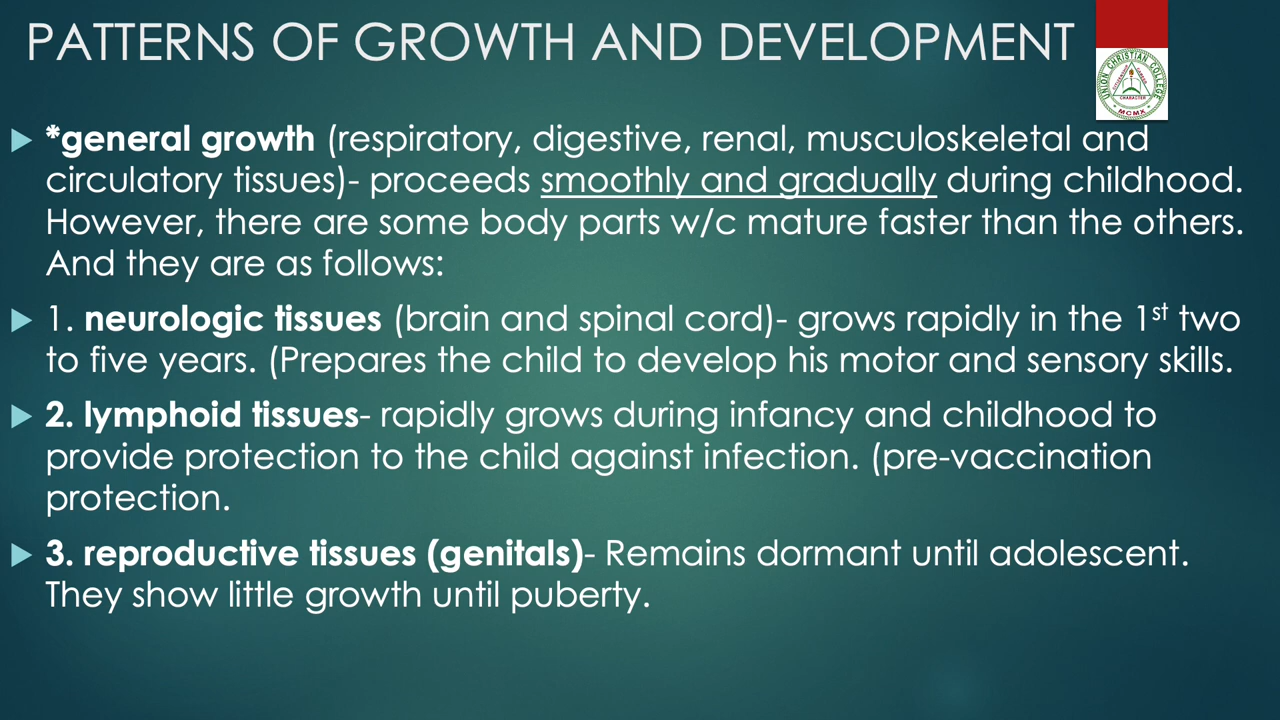 PATTERNS OF GROWTH AND DEVELOPMENT
UNION CHRISTIAN COLLEGE
CHARACTER
MCMX
*general growth (respiratory, digestive, renal, musculoskeletal and
circulatory tissues)- proceeds smoothly and gradually during childhood.
However, there are some body parts w/c mature faster than the others.
And they are as follows:
1. neurologic tissues (brain and spinal cord)- grows rapidly in the 1st two
to five years. (Prepares the child to develop his motor and sensory skills.
2. lymphoid tissues- rapidly grows during infancy and childhood to
provide protection to the child against infection. (pre-vaccination
protection.
3. reproductive tissues (genitals)- Remains dormant until adolescent.
They show little growth until puberty.